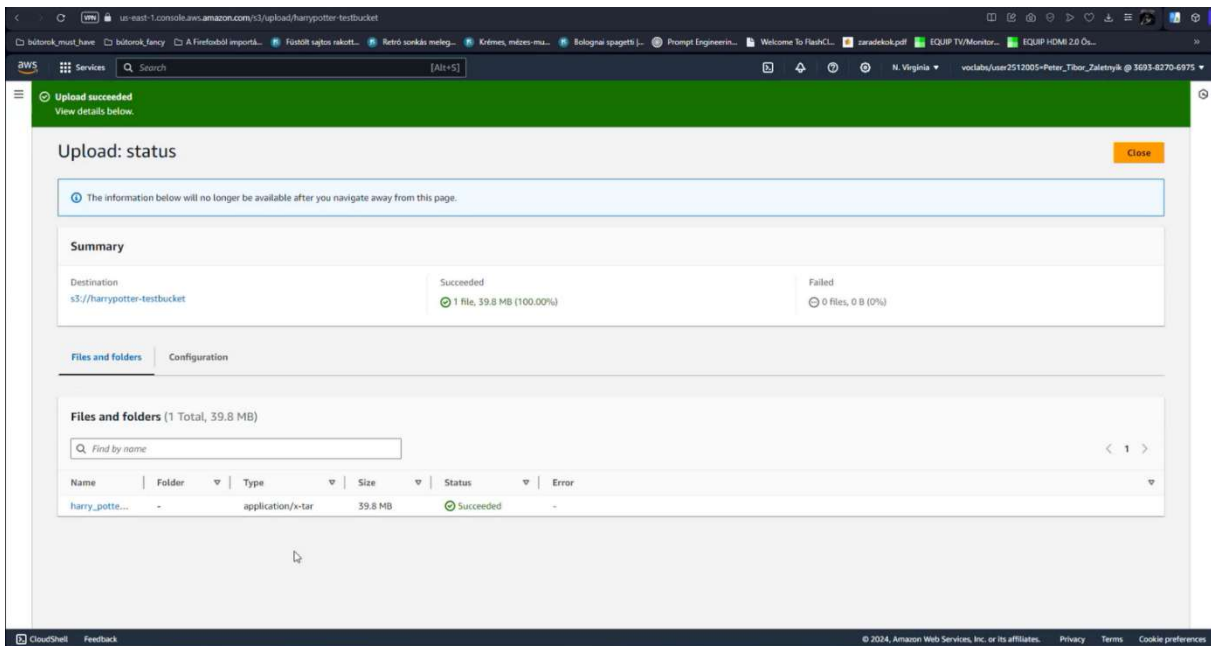 VPN us-east-1.console.aws.amazon.com/s3/upload/harrypotter-testbucket
bútorok_must_have bútorok_fancy A Firefoxból importá... Füstölt sajtos rakott... Retró sonkás meleg... Krémes, mézes-mu... Bolognai spagetti |... Prompt Engineerin... Welcome To FlashCl... zaradekok.pdf EQUIP TV/Monitor... EQUIP HDMI 2.0 Ös... »
aws Services Search [Alt+S] N. Virginia voclabs/user2512005=Peter_Tibor_Zaletnyik @ 3693-8270-6975
Upload succeeded
View details below.
Upload: status
Close
The information below will no longer be available after you navigate away from this page.
Summary
Destination Succeeded Failed
s3://harrypotter-testbucket 1 file, 39.8 MB (100.00%) 0 files, 0 B (0%)
Files and folders Configuration
Files and folders (1 Total, 39.8 MB)
Find by name < 1 >
Name Folder Type Size Status Error
harry_potte... - application/x-tar 39.8 MB Succeeded -
CloudShell Feedback © 2024, Amazon Web Services, Inc. or its affiliates. Privacy Terms Cookie preferences